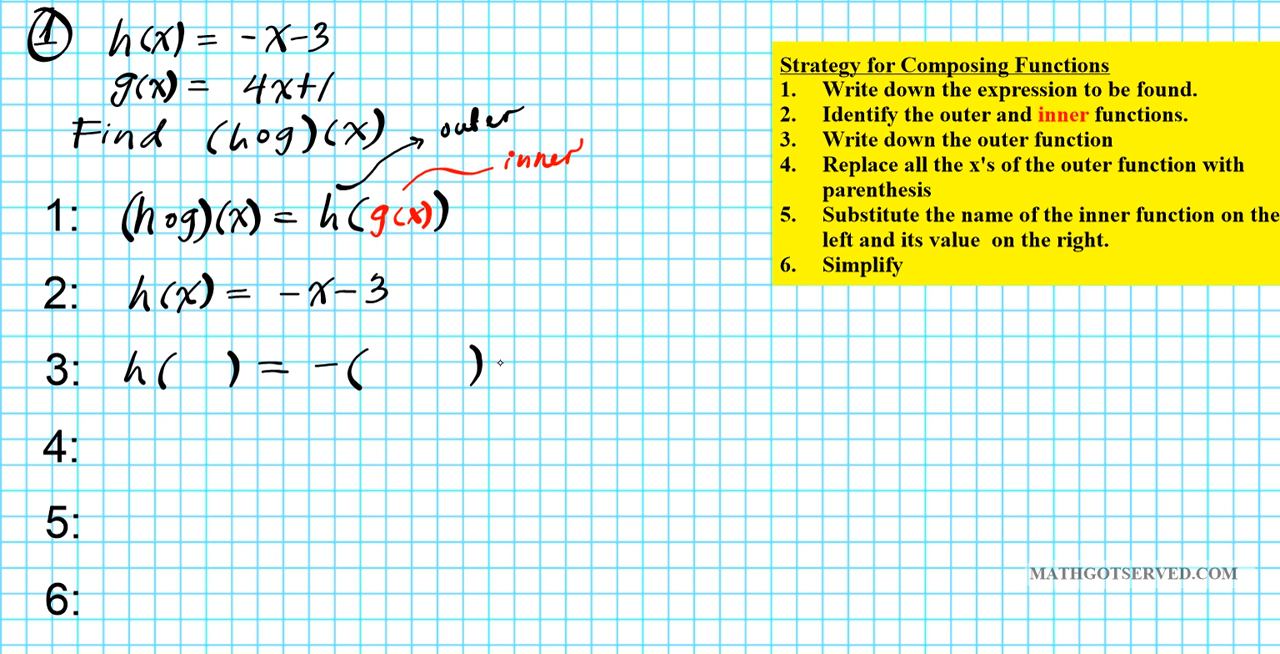 1 h(x) = -x-3
g(x) = 4x+1
Find (hog)(x)
outer
inner
1: (hog)(x) = h(g(x))
2: h(x) = -x-3
3: h( ) = -( )
4:
5:
6:
Strategy for Composing Functions
1. Write down the expression to be found.
2. Identify the outer and inner functions.
3. Write down the outer function
4. Replace all the x's of the outer function with
parenthesis
5. Substitute the name of the inner function on the
left and its value on the right.
6. Simplify
MATHGOTSERVED.COM